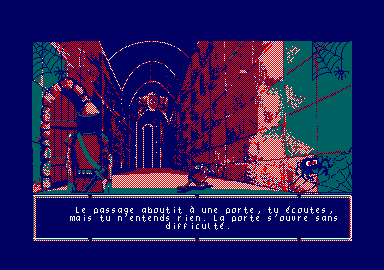 Le passage aboutit à une porte, tu écoutes,
mais tu n'entends rien. La porte s'ouvre sans
difficulté.